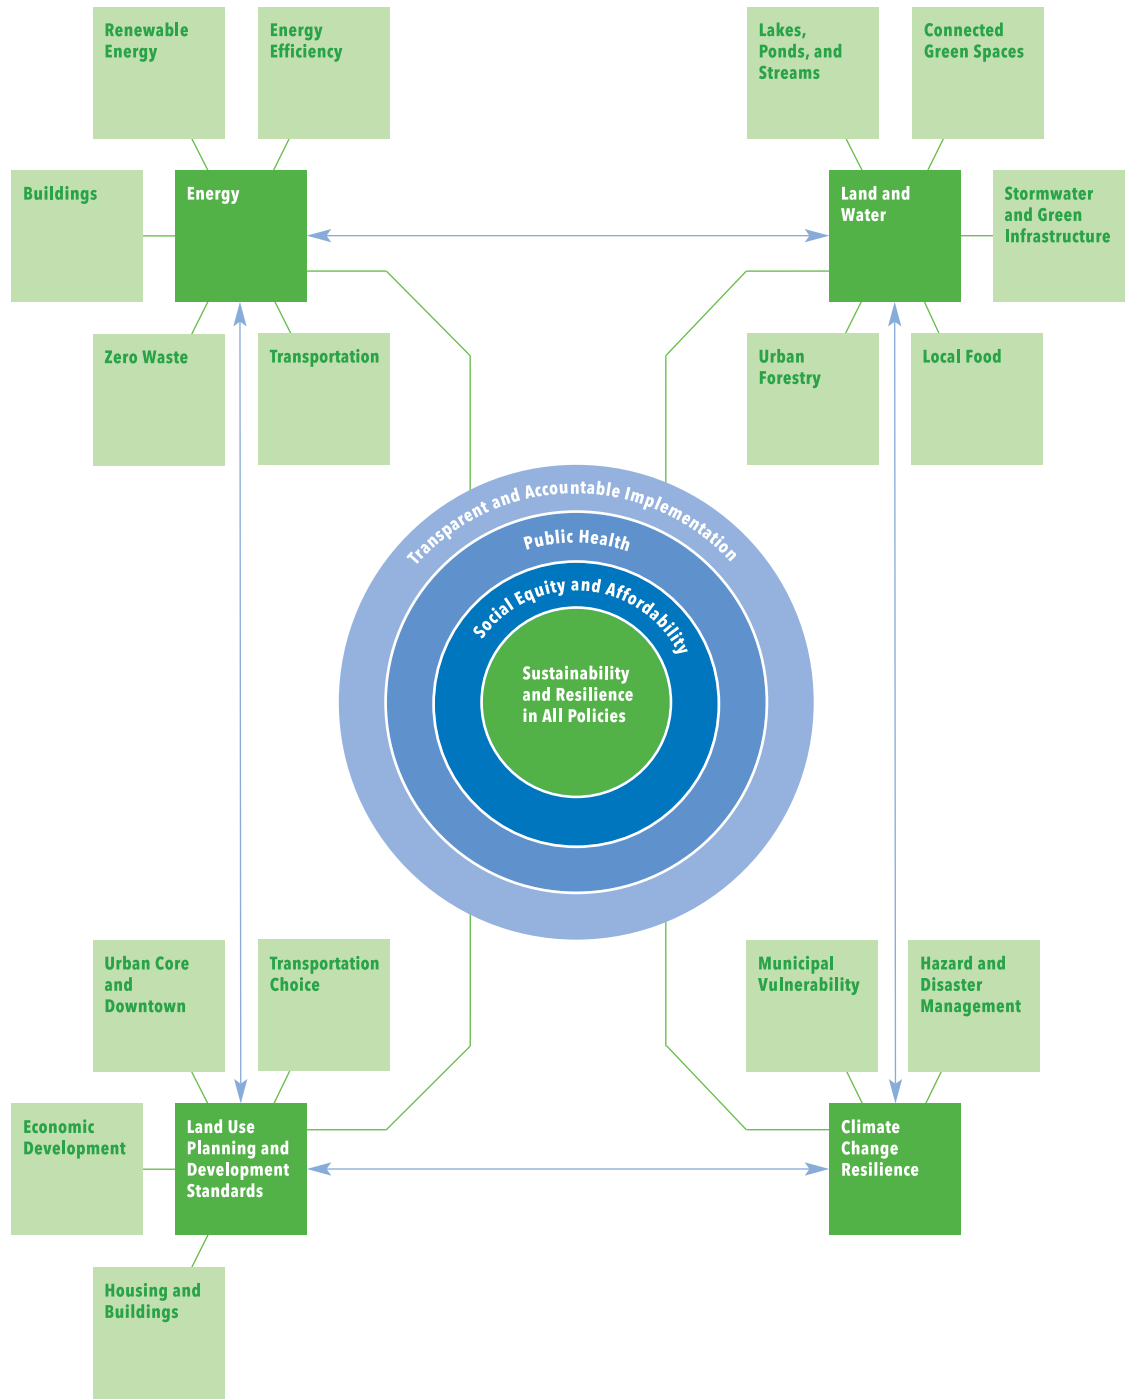 Renewable
Energy
Energy
Efficiency
Lakes,
Ponds, and
Streams
Connected
Green Spaces
Buildings
Energy
Land and
Water
Stormwater
and Green
Infrastructure
Zero Waste
Transportation
Urban
Forestry
Local Food
Transparent and Accountable Implementation
Public Health
Social Equity and Affordability
Sustainability
and Resilience
in All Policies
Urban Core
and
Downtown
Transportation
Choice
Municipal
Vulnerability
Hazard and
Disaster
Management
Economic
Development
Land Use
Planning and
Development
Standards
Climate
Change
Resilience
Housing and
Buildings